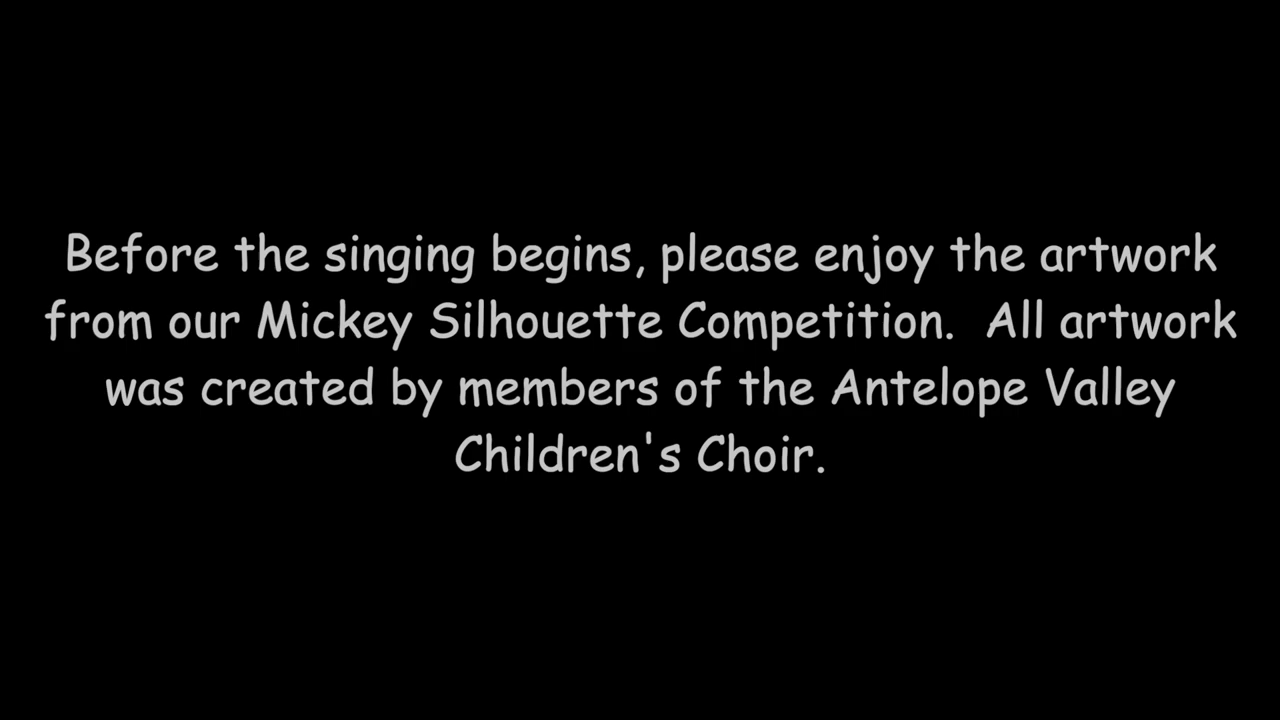 Before the singing begins, please enjoy the artwork
from our Mickey Silhouette Competition.  All artwork
was created by members of the Antelope Valley
Children's Choir.